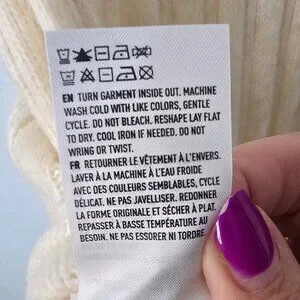 EN TURN GARMENT INSIDE OUT. MACHINE
WASH COLD WITH LIKE COLORS, GENTLE
CYCLE. DO NOT BLEACH. RESHAPE LAY FLAT
TO DRY. COOL IRON IF NEEDED. DO NOT
WRING OR TWIST.
FR RETOURNER LE VÊTEMENT À L'ENVERS.
LAVER À LA MACHINE À L'EAU FROIDE
AVEC DES COULEURS SEMBLABLES, CYCLE
DÉLICAT. NE PAS JAVELLISER. REDONNER
LA FORME ORIGINALE ET SÉCHER À PLAT.
REPASSER À BASSE TEMPÉRATURE AU
BESOIN. NE PAS ESSORER NI TORDRE.